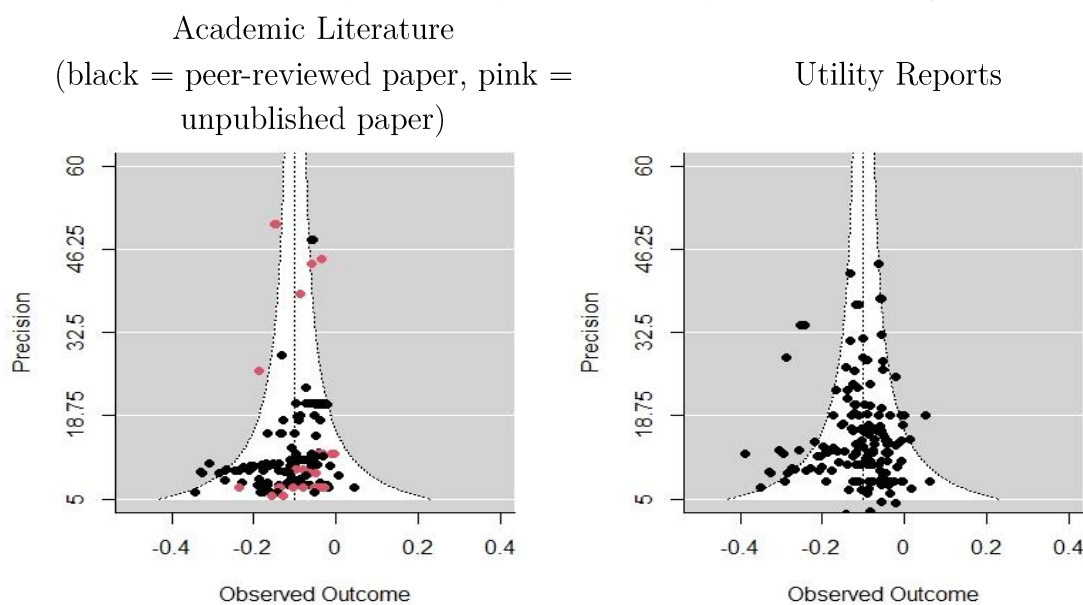 Academic Literature
(black = peer-reviewed paper, pink =
unpublished paper)
Utility Reports
60
46.25
32.5
18.75
5
Precision
-0.4
-0.2
0
0.2
0.4
Observed Outcome
60
46.25
32.5
18.75
5
Precision
-0.4
-0.2
0
0.2
0.4
Observed Outcome